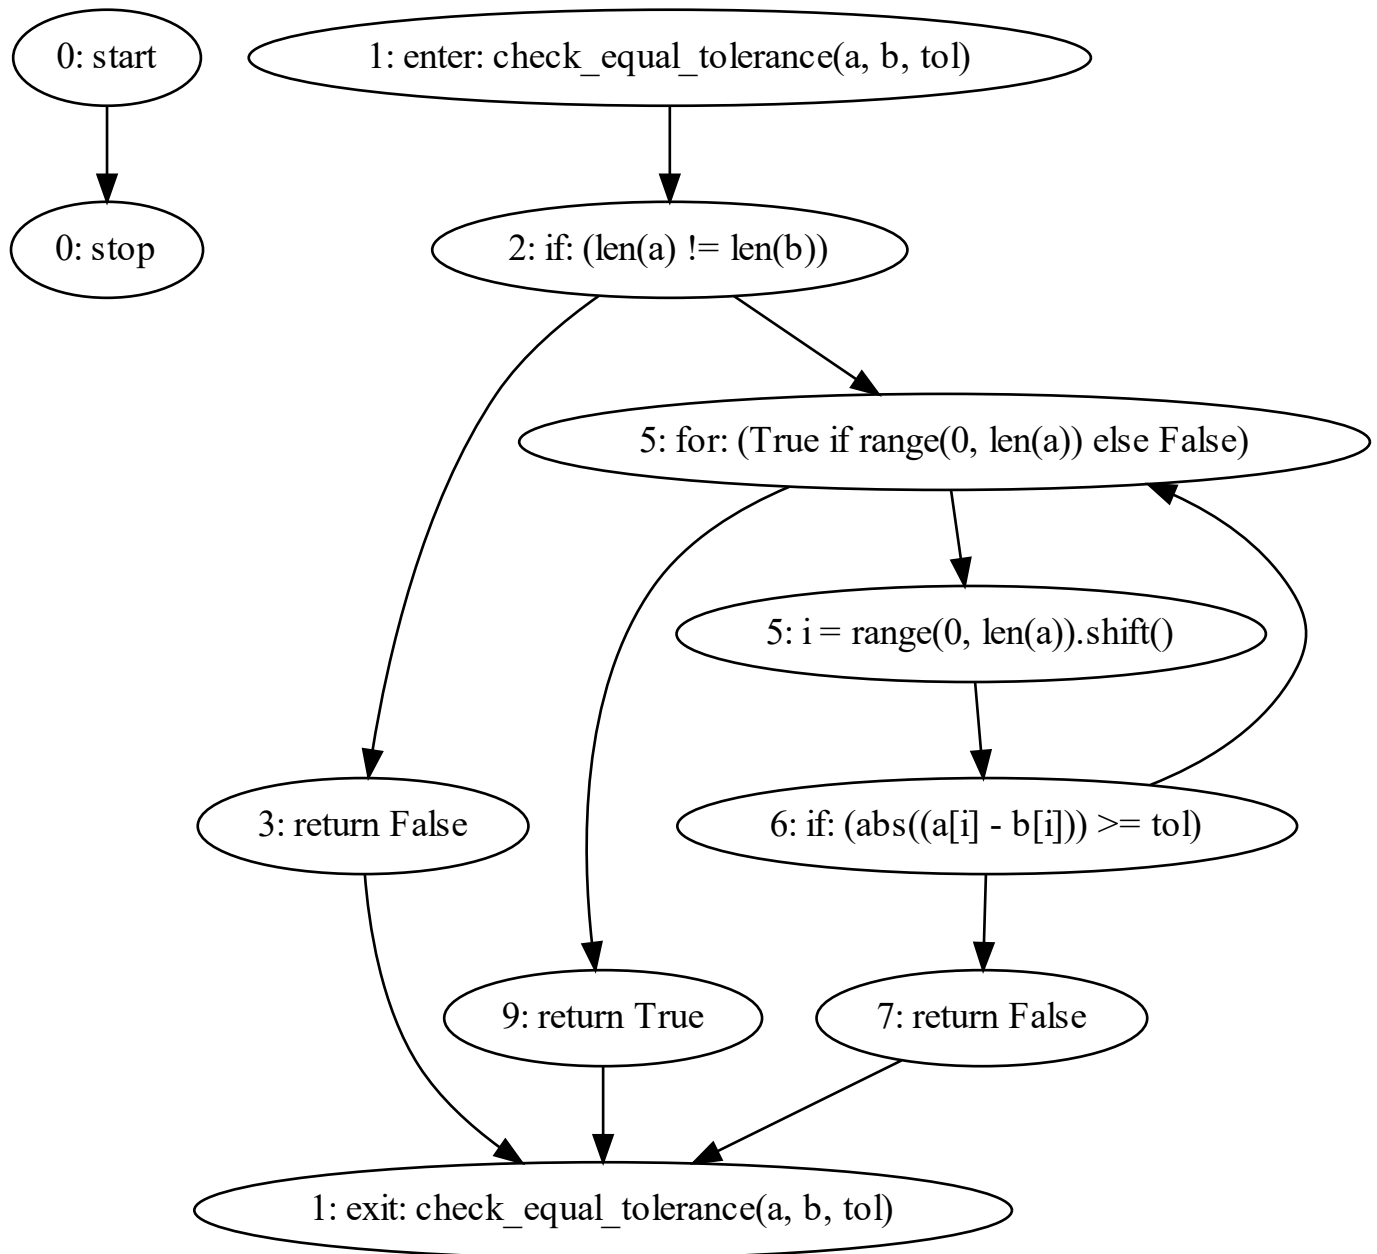 0: start
1: enter: check_equal_tolerance(a, b, tol)
0: stop
2: if: (len(a) != len(b))
5: for: (True if range(0, len(a)) else False)
5: i = range(0, len(a)).shift()
3: return False
6: if: (abs((a[i] - b[i])) >= tol)
9: return True
7: return False
1: exit: check_equal_tolerance(a, b, tol)